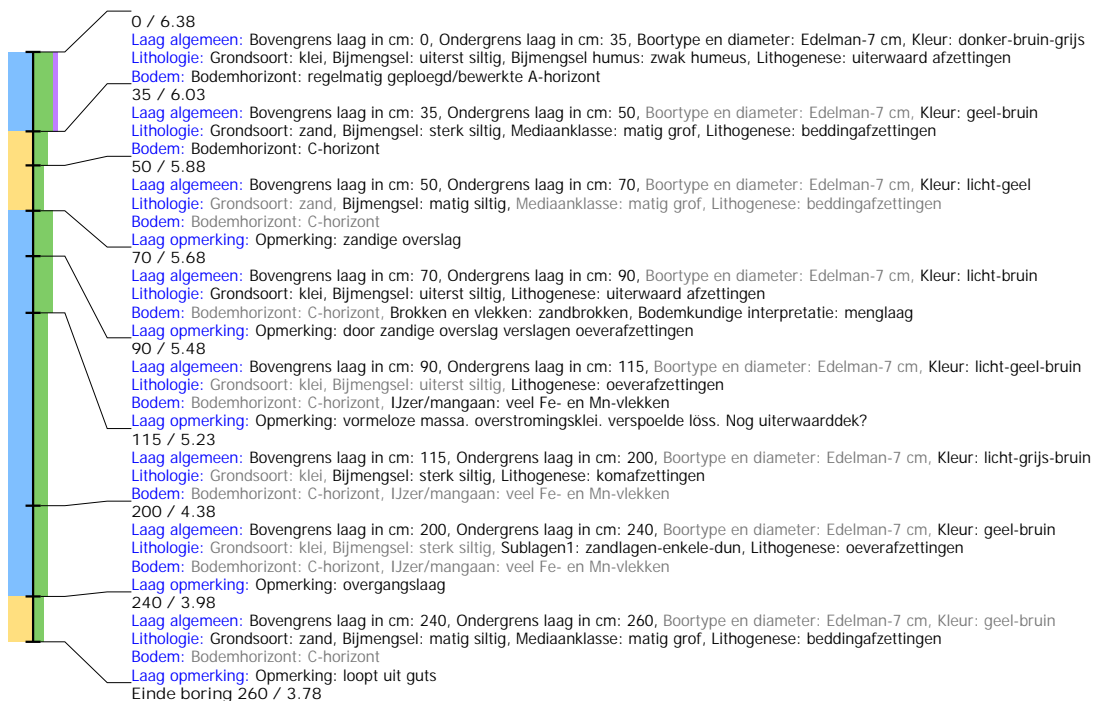 0 / 6.38
Laag algemeen: Bovengrens laag in cm: 0, Ondergrens laag in cm: 35, Boortype en diameter: Edelman-7 cm, Kleur: donker-bruin-grijs
Lithologie: Grondsoort: klei, Bijmengsel: uiterst siltig, Bijmengsel humus: zwak humeus, Lithogenese: uiterwaard afzettingen
Bodem: Bodemhorizont: regelmatig geploegd/bewerkte A-horizont
35 / 6.03
Laag algemeen: Bovengrens laag in cm: 35, Ondergrens laag in cm: 50, Boortype en diameter: Edelman-7 cm, Kleur: geel-bruin
Lithologie: Grondsoort: zand, Bijmengsel: sterk siltig, Mediaanklasse: matig grof, Lithogenese: beddingafzettingen
Bodem: Bodemhorizont: C-horizont
50 / 5.88
Laag algemeen: Bovengrens laag in cm: 50, Ondergrens laag in cm: 70, Boortype en diameter: Edelman-7 cm, Kleur: licht-geel
Lithologie: Grondsoort: zand, Bijmengsel: matig siltig, Mediaanklasse: matig grof, Lithogenese: beddingafzettingen
Bodem: Bodemhorizont: C-horizont
Laag opmerking: Opmerking: zandige overslag
70 / 5.68
Laag algemeen: Bovengrens laag in cm: 70, Ondergrens laag in cm: 90, Boortype en diameter: Edelman-7 cm, Kleur: licht-bruin
Lithologie: Grondsoort: klei, Bijmengsel: uiterst siltig, Lithogenese: uiterwaard afzettingen
Bodem: Bodemhorizont: C-horizont, Brokken en vlekken: zandbrokken, Bodemkundige interpretatie: menglaag
Laag opmerking: Opmerking: door zandige overslag verslagen oeverafzettingen
90 / 5.48
Laag algemeen: Bovengrens laag in cm: 90, Ondergrens laag in cm: 115, Boortype en diameter: Edelman-7 cm, Kleur: licht-geel-bruin
Lithologie: Grondsoort: klei, Bijmengsel: uiterst siltig, Lithogenese: oeverafzettingen
Bodem: Bodemhorizont: C-horizont, IJzer/mangaan: veel Fe- en Mn-vlekken
Laag opmerking: Opmerking: vormeloze massa. overstromingsklei. verspoelde löss. Nog uiterwaarddek?
115 / 5.23
Laag algemeen: Bovengrens laag in cm: 115, Ondergrens laag in cm: 200, Boortype en diameter: Edelman-7 cm, Kleur: licht-grijs-bruin
Lithologie: Grondsoort: klei, Bijmengsel: sterk siltig, Lithogenese: komafzettingen
Bodem: Bodemhorizont: C-horizont, IJzer/mangaan: veel Fe- en Mn-vlekken
200 / 4.38
Laag algemeen: Bovengrens laag in cm: 200, Ondergrens laag in cm: 240, Boortype en diameter: Edelman-7 cm, Kleur: geel-bruin
Lithologie: Grondsoort: klei, Bijmengsel: sterk siltig, Sublagen1: zandlagen-enkele-dun, Lithogenese: oeverafzettingen
Bodem: Bodemhorizont: C-horizont, IJzer/mangaan: veel Fe- en Mn-vlekken
Laag opmerking: Opmerking: overgangslaag
240 / 3.98
Laag algemeen: Bovengrens laag in cm: 240, Ondergrens laag in cm: 260, Boortype en diameter: Edelman-7 cm, Kleur: geel-bruin
Lithologie: Grondsoort: zand, Bijmengsel: matig siltig, Mediaanklasse: matig grof, Lithogenese: beddingafzettingen
Bodem: Bodemhorizont: C-horizont
Laag opmerking: Opmerking: loopt uit guts
Einde boring 260 / 3.78